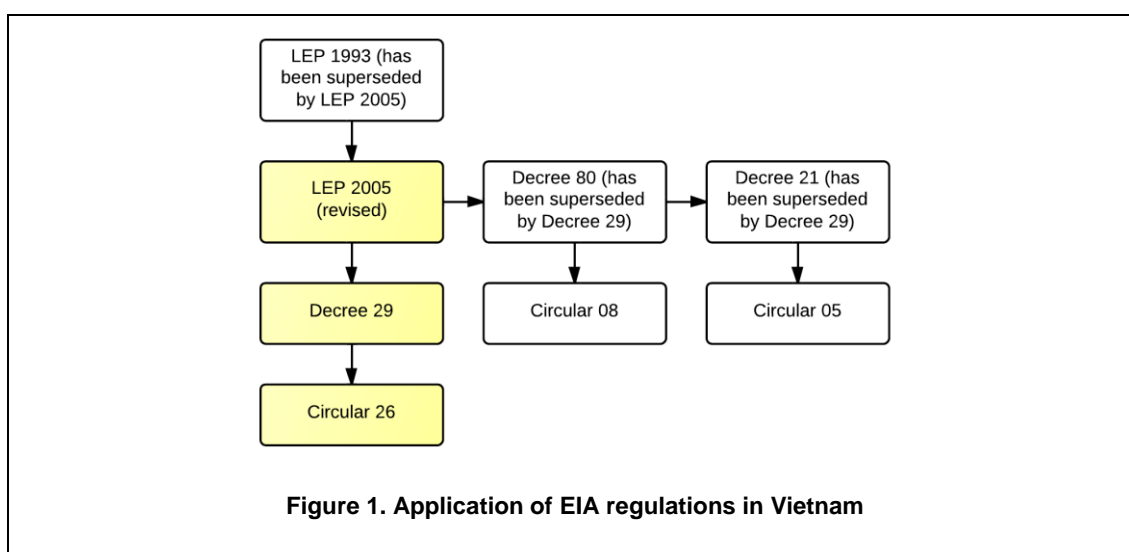 LEP 1993 (has
been superseded
by LEP 2005)
LEP 2005
(revised)
Decree 80 (has
been superseded
by Decree 29)
Decree 21 (has
been superseded
by Decree 29)
Decree 29
Circular 08
Circular 05
Circular 26
Figure 1. Application of EIA regulations in Vietnam